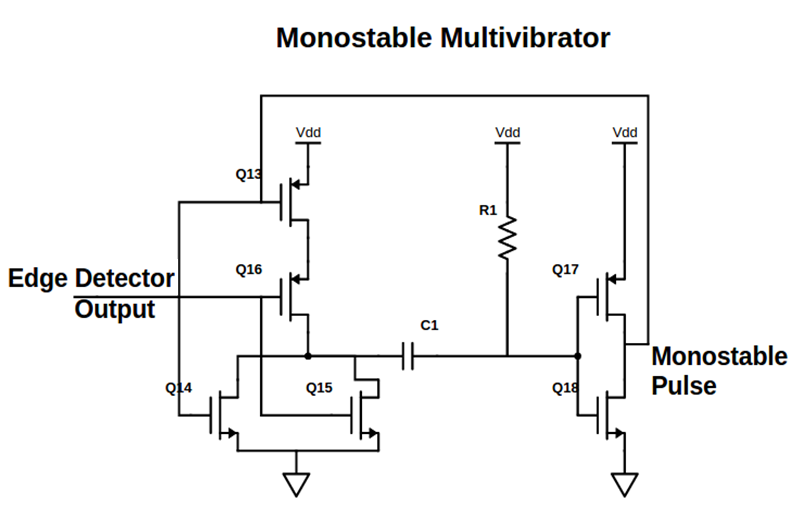 Monostable Multivibrator
Vdd
Vdd
Vdd
Q13
R1
Q16
Q17
Edge Detector
Output
C1
Monostable
Pulse
Q14
Q15
Q18